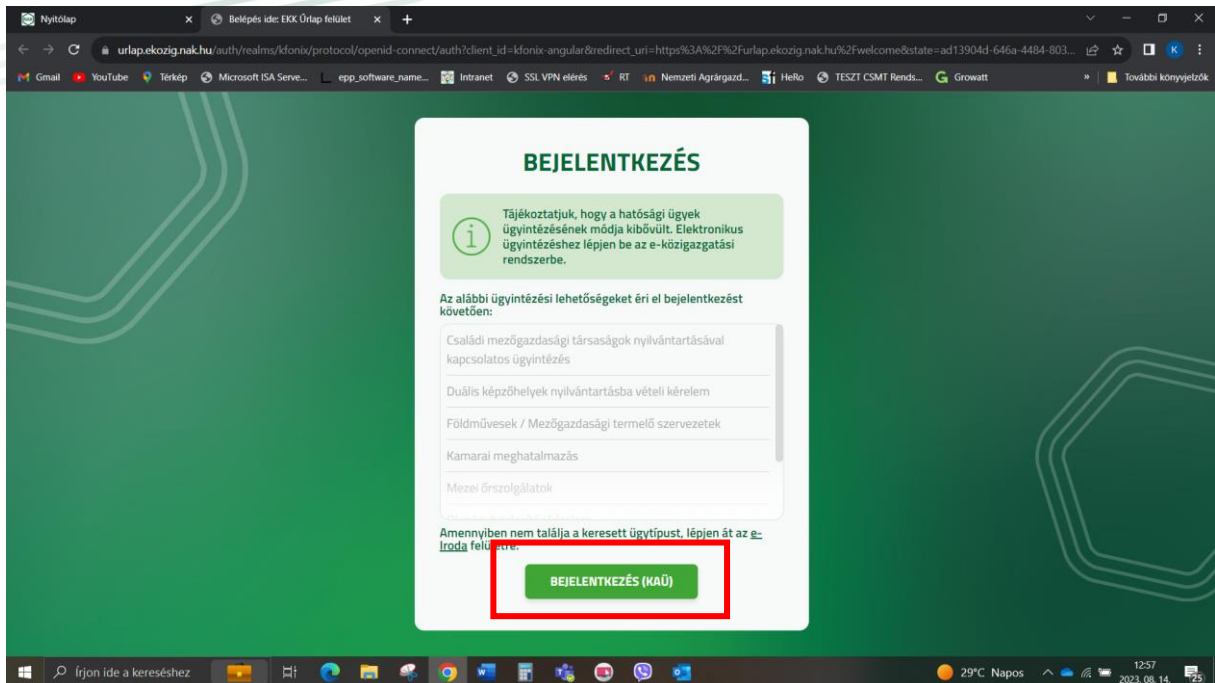 Nyitólap
Belépés ide: EKK Űrlap felület
urlap.ekozig.nak.hu/auth/realms/kfonix/protocol/openid-connect/auth?client_id=kfonix-angular&redirect_uri=https%3A%2F%2Furlap.ekozig.nak.hu%2Fwelcome&state=ad13904d-646a-4484-803...
K
Gmail YouTube Térkép Microsoft ISA Serve... epp_software_name... Intranet SSL VPN elérés RT Nemzeti Agrárgazd... HeRo TESZT CSMT Rends... Growatt » További könyvjelzők
BEJELENTKEZÉS
Tájékoztatjuk, hogy a hatósági ügyek
ügyintézésének módja kibővült. Elektronikus
ügyintézéshez lépjen be az e-közigazgatási
rendszerbe.
Az alábbi ügyintézési lehetőségeket éri el bejelentkezést
követően:
Családi mezőgazdasági társaságok nyilvántartásával
kapcsolatos ügyintézés
Duális képzőhelyek nyilvántartásba vételi kérelem
Földművesek / Mezőgazdasági termelő szervezetek
Kamarai meghatalmazás
Mezei őrszolgálatok
Amennyiben nem találja a keresett ügytípust, lépjen át az e-
Iroda felületre.
BEJELENTKEZÉS (KAÜ)
Írjon ide a kereséshez
29°C Napos
12:57
2023. 08. 14.
25